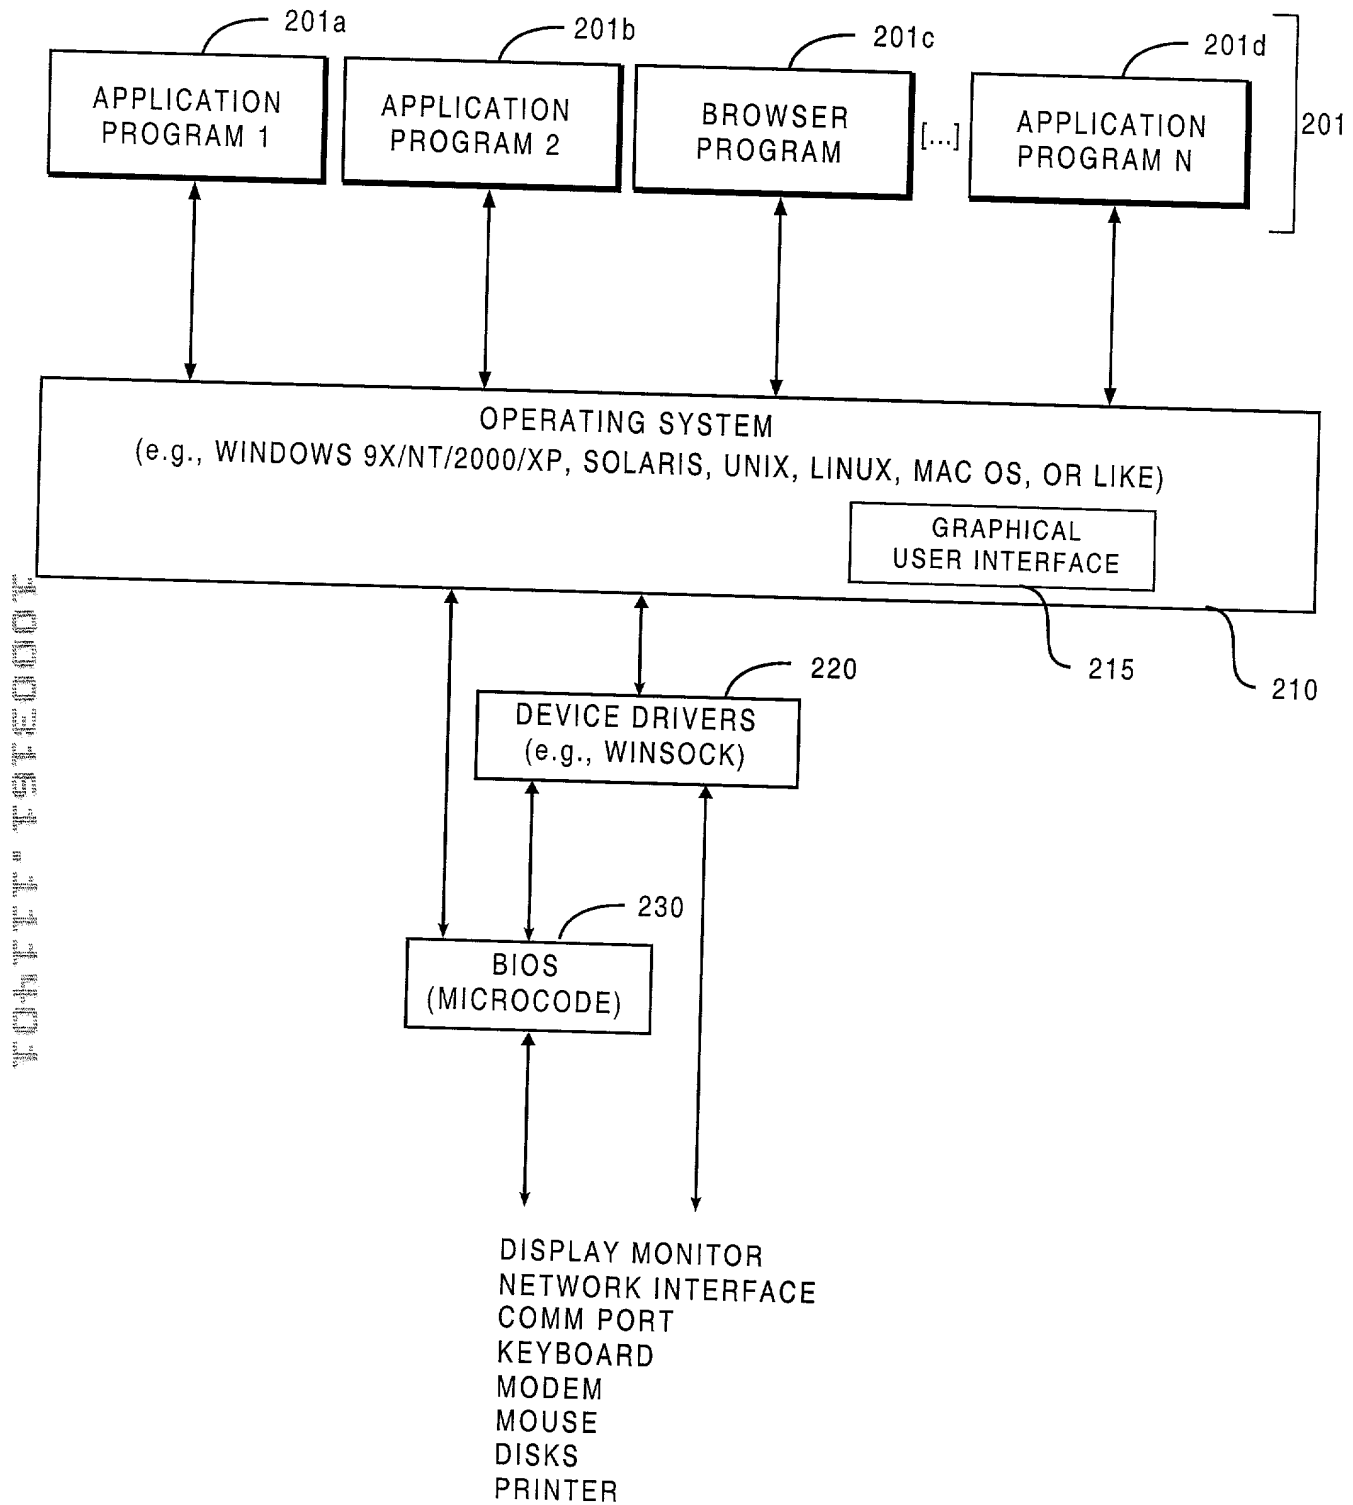 201a
201b
201c
201d
APPLICATION
PROGRAM 1
APPLICATION
PROGRAM 2
BROWSER
PROGRAM
[...]
APPLICATION
PROGRAM N
201
OPERATING SYSTEM
(e.g., WINDOWS 9X/NT/2000/XP, SOLARIS, UNIX, LINUX, MAC OS, OR LIKE)
GRAPHICAL
USER INTERFACE
215
210
220
DEVICE DRIVERS
(e.g., WINSOCK)
230
BIOS
(MICROCODE)
DISPLAY MONITOR
NETWORK INTERFACE
COMM PORT
KEYBOARD
MODEM
MOUSE
DISKS
PRINTER